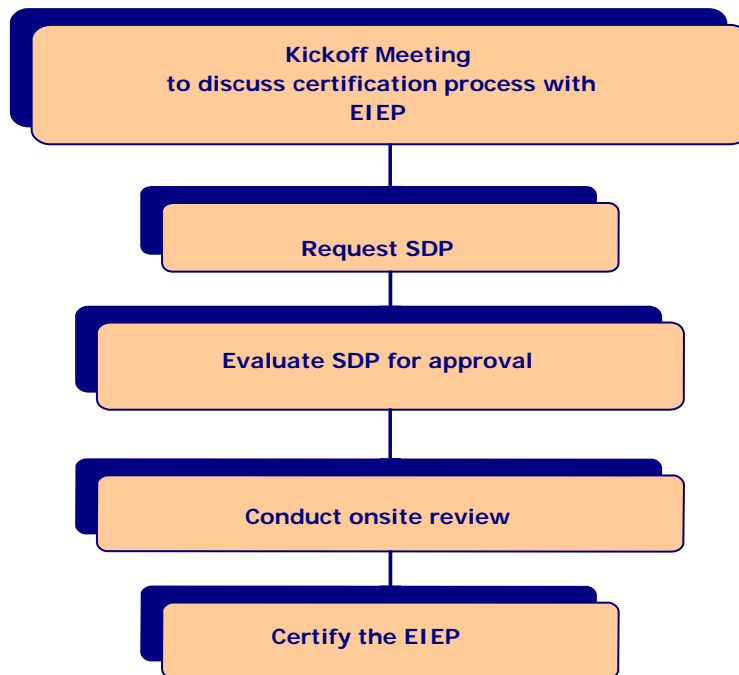 Kickoff Meeting
to discuss certification process with
EIEP
Request SDP
Evaluate SDP for approval
Conduct onsite review
Certify the EIEP